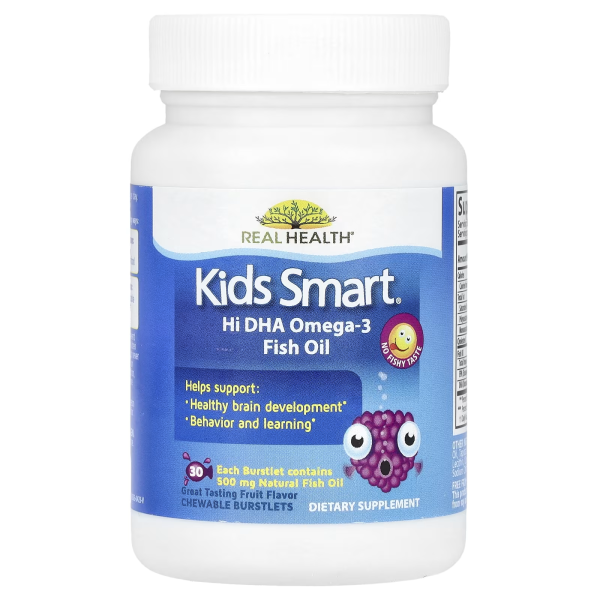 REAL HEALTH®
Kids Smart®
Hi DHA Omega-3
Fish Oil
NO FISHY TASTE
Helps support:
• Healthy brain development*
• Behavior and learning*
30
Each Burstlet contains
500 mg Natural Fish Oil
Great Tasting Fruit Flavor
CHEWABLE BURSTLETS
DIETARY SUPPLEMENT